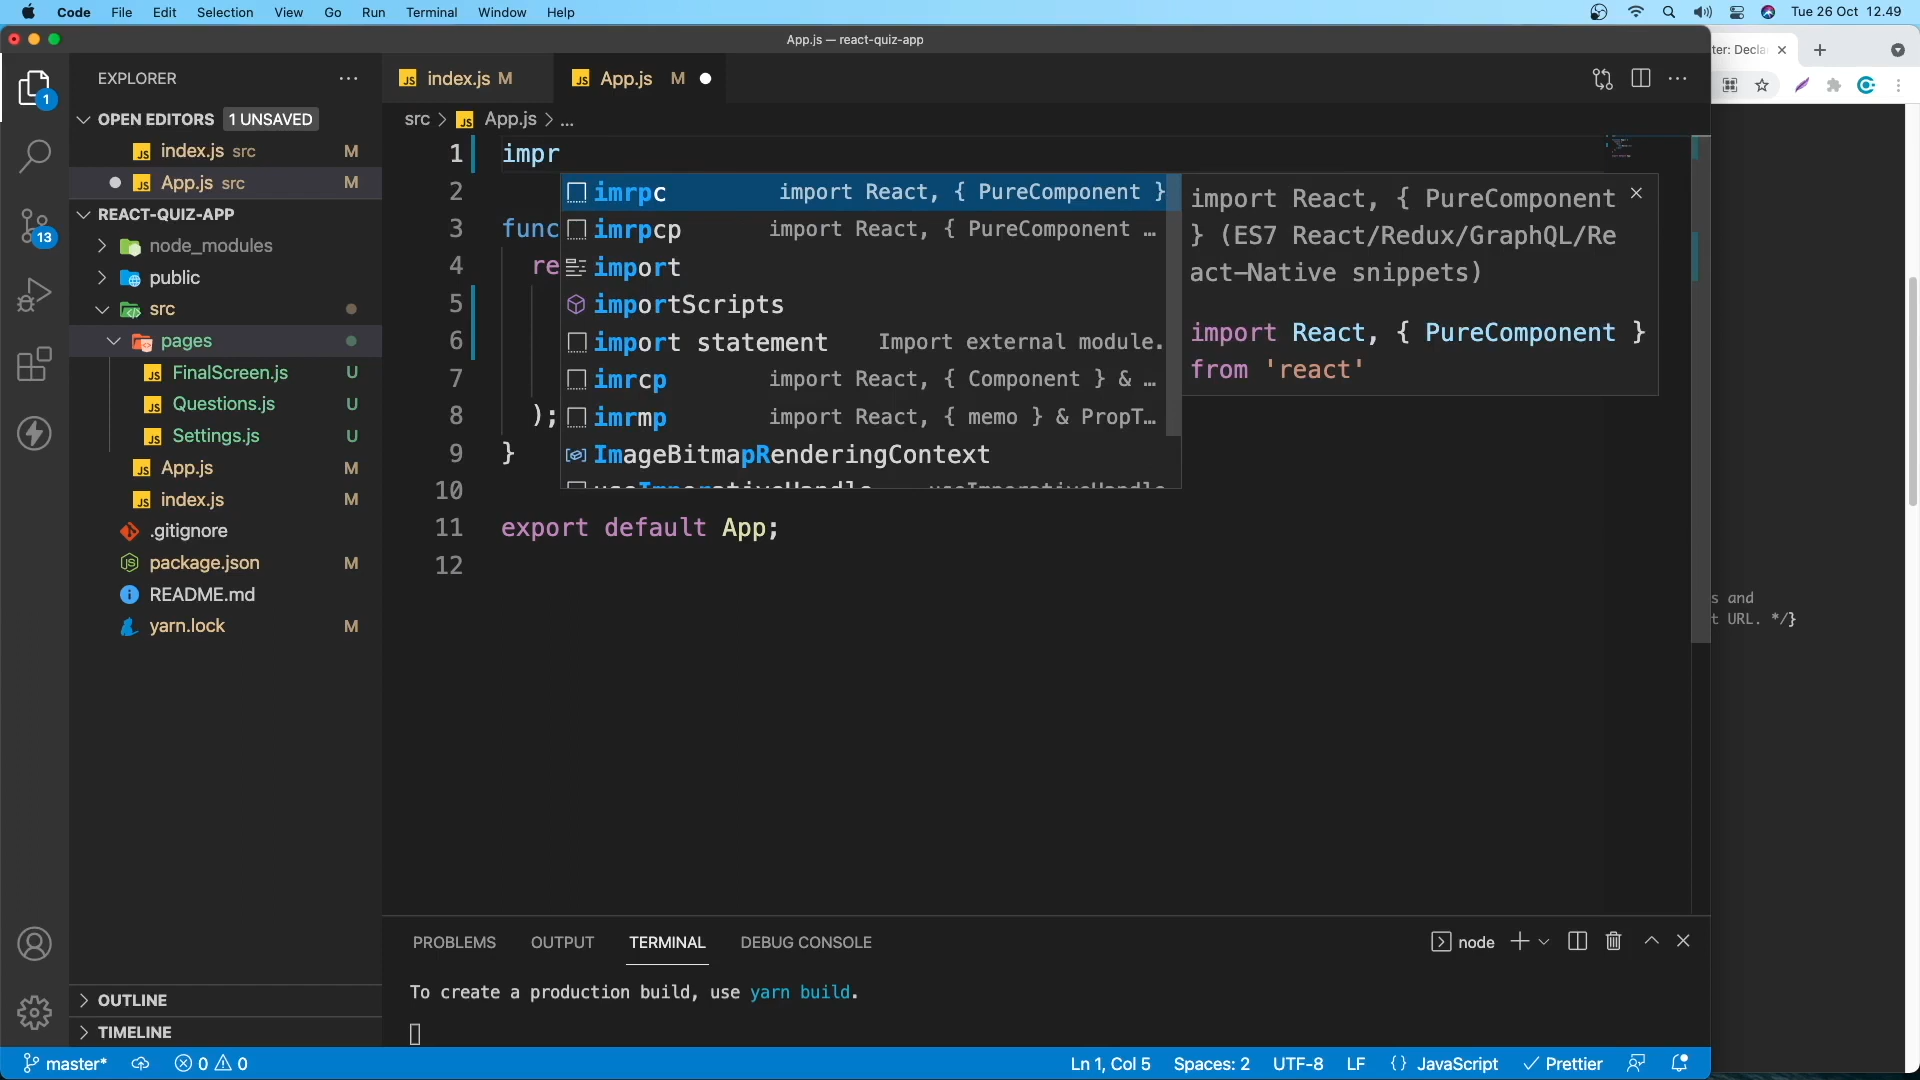 Code File Edit Selection View Go Run Terminal Window Help Tue 26 Oct 12.49
App.js — react-quiz-app
ter: Decla
EXPLORER
index.js M
App.js M
OPEN EDITORS 1 UNSAVED
index.js src M
App.js src M
REACT-QUIZ-APP
node_modules
public
src
pages
FinalScreen.js U
Questions.js U
Settings.js U
App.js M
index.js M
.gitignore
package.json M
README.md
yarn.lock M
OUTLINE
TIMELINE
1
13
src > App.js > ...
1 impr
2
3 func
4 re
5
6
7
8 );
9 }
10
11 export default App;
12
imrpc import React, { PureComponent }
imrpcp import React, { PureComponent …
import
importScripts
import statement Import external module.
imrcp import React, { Component } & …
imrmp import React, { memo } & PropT…
ImageBitmapRenderingContext
useImperativeHandle useImperativeHandle
import React, { PureComponent
} (ES7 React/Redux/GraphQL/Re
act-Native snippets)
import React, { PureComponent }
from 'react'
s and
t URL. */}
PROBLEMS OUTPUT TERMINAL DEBUG CONSOLE
node
To create a production build, use yarn build.
master* 0 0 Ln 1, Col 5 Spaces: 2 UTF-8 LF {} JavaScript Prettier